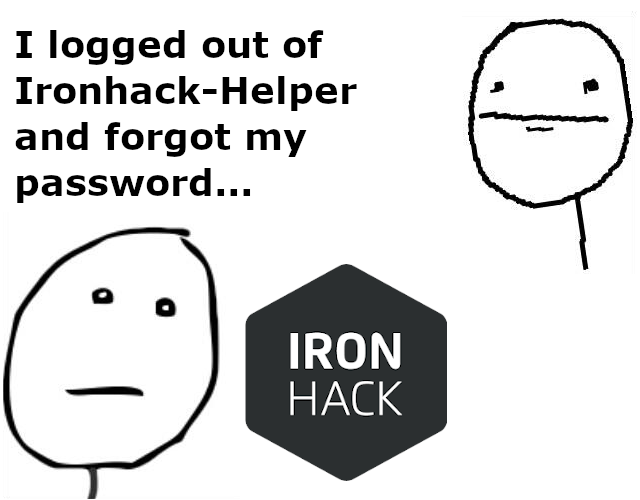 I logged out of
Ironhack-Helper
and forgot my
password...
IRON
HACK